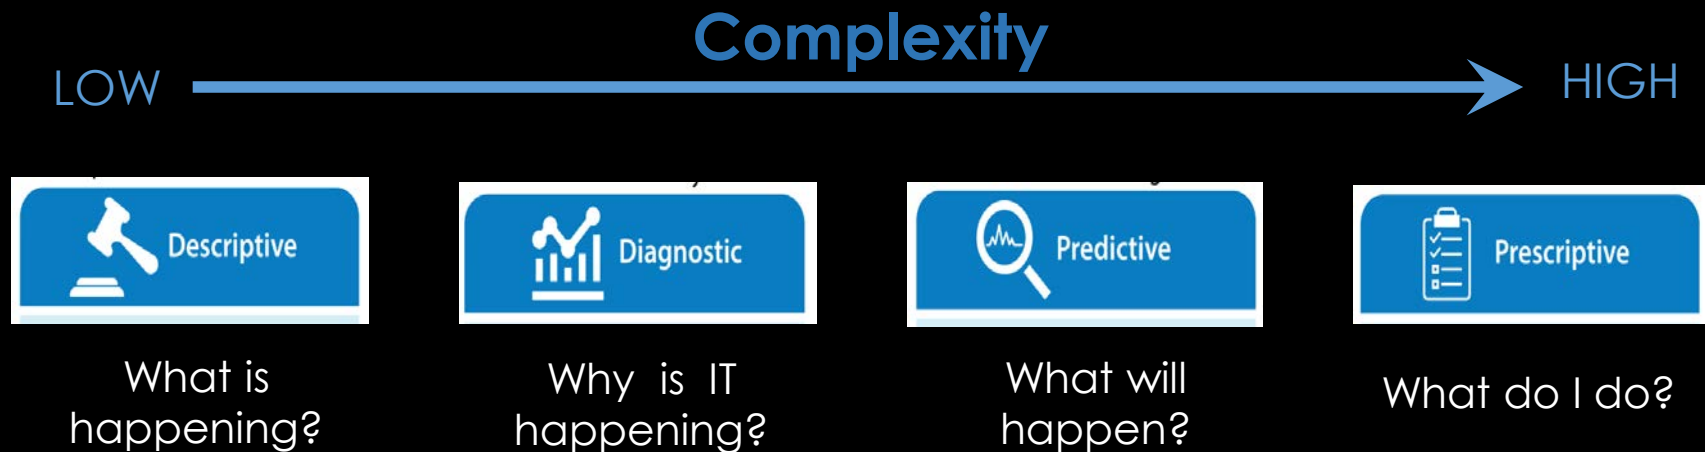 Complexity
LOW
HIGH
Descriptive
Diagnostic
Predictive
Prescriptive
What is
happening?
Why is IT
happening?
What will
happen?
What do I do?